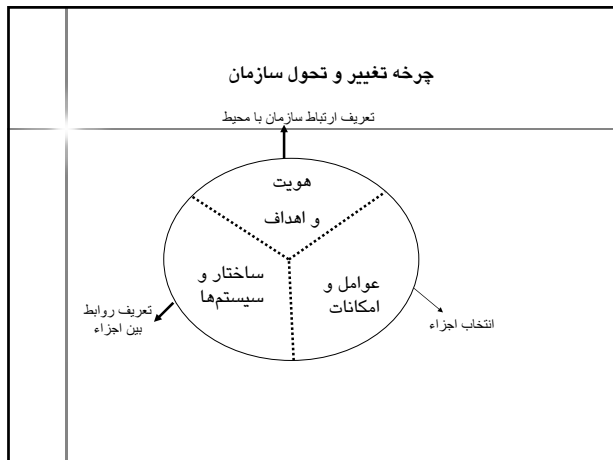 چرخه تغییر و تحول سازمان
تعریف ارتباط سازمان با محیط
هویت
و اهداف
عوامل و
امکانات
ساختار و
سیستم‌ها
انتخاب اجزاء
تعریف روابط
بین اجزاء